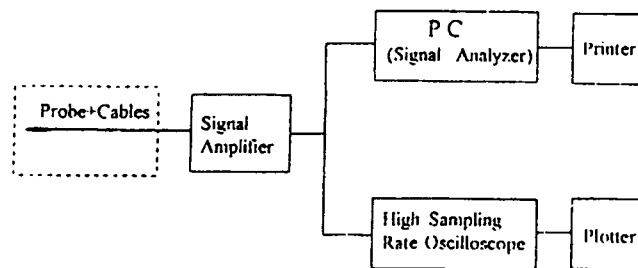 Probe+Cables
Signal
Amplifier
P C
(Signal Analyzer)
Printer
High Sampling
Rate Oscilloscope
Plotter